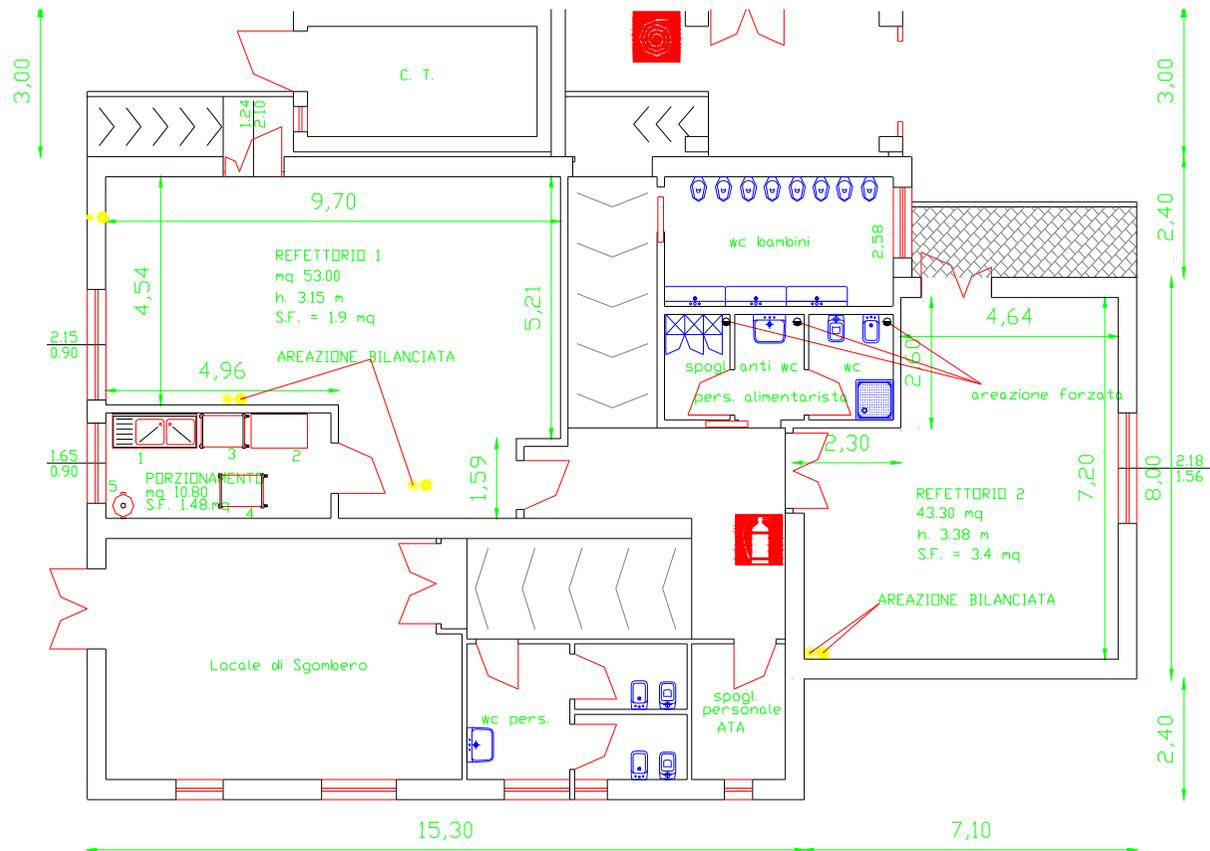 3,00
C. T.
1.24
2.10
3,00
9,70
2,40
wc bambini
2,58
REFETTORIO 1
mq 53.00
h. 3.15 m
S.F. = 1.9 mq
4,54
5,21
4,64
2.15
0.90
AREAZIONE BILANCIATA
4,96
spogl.
anti wc
wc
2,60
pers. alimentarista
areazione forzata
1
3
2
2,30
1.65
0.90
PORZIONAMENTO
mq 10.80
S.F. 1.48 mq
5
4
1,59
7,20
8,00
2.18
1.56
REFETTORIO 2
43.30 mq
h. 3.38 m
S.F. = 3.4 mq
AREAZIONE BILANCIATA
Locale di Sgombero
wc pers.
spogl.
personale
ATA
2,40
15,30
7,10